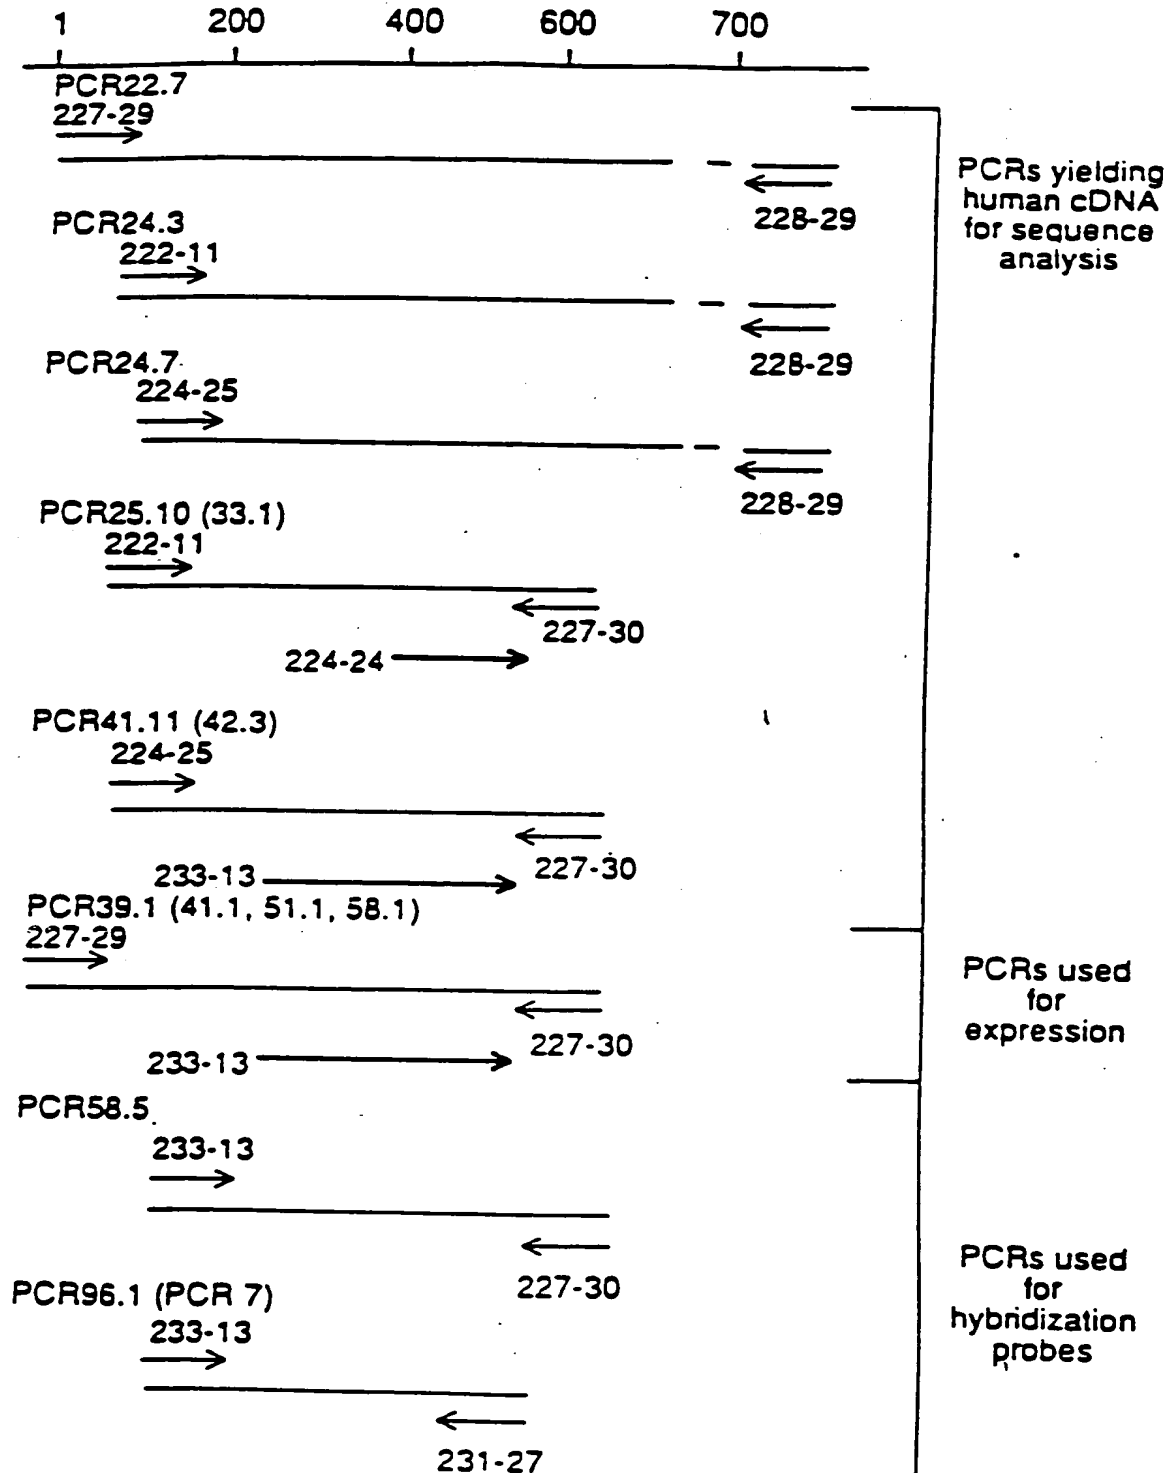 1 200 400 600 700
PCR22.7
227-29
228-29
PCRs yielding
human cDNA
for sequence
analysis
PCR24.3
222-11
228-29
PCR24.7
224-25
228-29
PCR25.10 (33.1)
222-11
227-30
224-24
PCR41.11 (42.3)
224-25
227-30
233-13
PCR39.1 (41.1, 51.1, 58.1)
227-29
227-30
233-13
PCRs used
for
expression
PCR58.5
233-13
227-30
PCR96.1 (PCR 7)
233-13
231-27
PCRs used
for
hybridization
probes